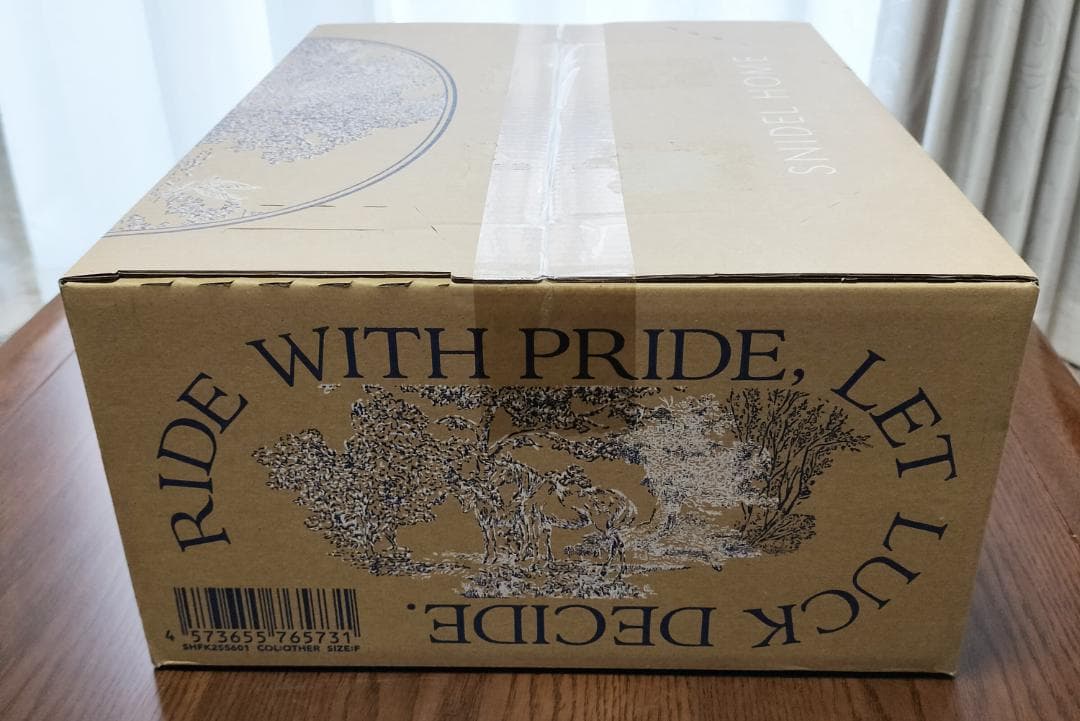 SNIDEL HOME
RIDE WITH PRIDE, LET LUCK DECIDE.
4 573655 765731
SHFK255601 COL:OTHER SIZE:F